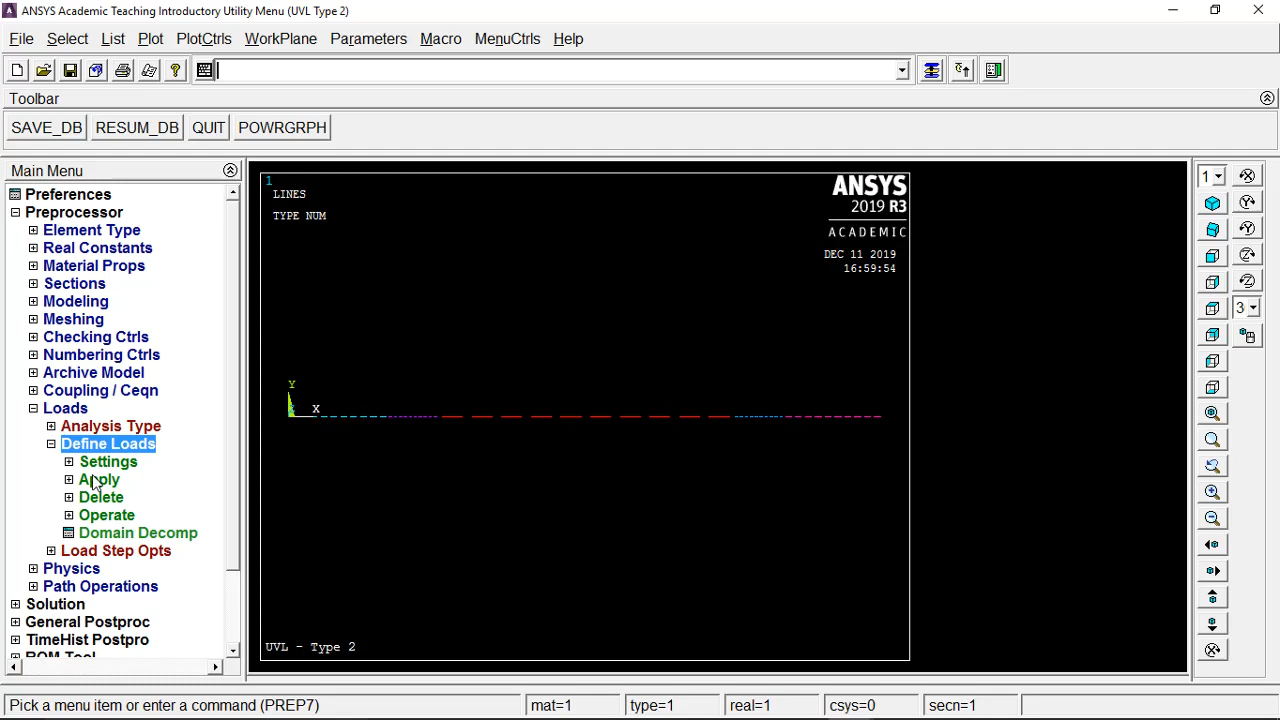 ANSYS Academic Teaching Introductory Utility Menu (UVL Type 2)
File Select List Plot PlotCtrls WorkPlane Parameters Macro MenuCtrls Help
Toolbar
SAVE_DB RESUM_DB QUIT POWRGRPH
Main Menu
Preferences
Preprocessor
Element Type
Real Constants
Material Props
Sections
Modeling
Meshing
Checking Ctrls
Numbering Ctrls
Archive Model
Coupling / Ceqn
Loads
Analysis Type
Define Loads
Settings
Apply
Delete
Operate
Domain Decomp
Load Step Opts
Physics
Path Operations
Solution
General Postproc
TimeHist Postpro
ROM Tool
1
LINES
TYPE NUM
ANSYS
2019 R3
ACADEMIC
DEC 11 2019
16:59:54
Y
X
UVL - Type 2
1
3
Pick a menu item or enter a command (PREP7) mat=1 type=1 real=1 csys=0 secn=1